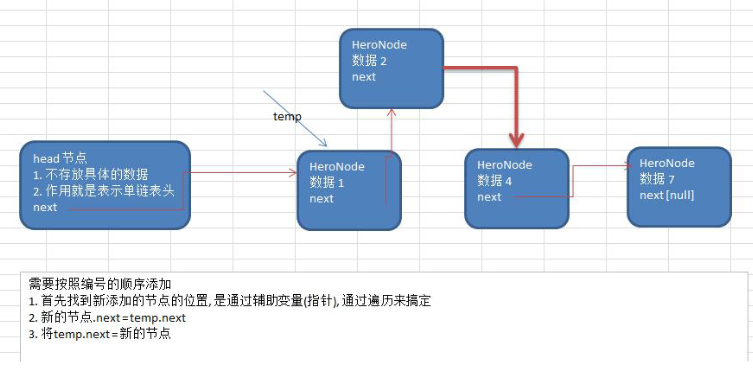 HeroNode
数据 2
next
temp
head 节点
1. 不存放具体的数据
2. 作用就是表示单链表头
next
HeroNode
数据 1
next
HeroNode
数据 4
next
HeroNode
数据 7
next [null]
需要按照编号的顺序添加
1. 首先找到新添加的节点的位置, 是通过辅助变量(指针), 通过遍历来搞定
2. 新的节点.next = temp.next
3. 将temp.next = 新的节点